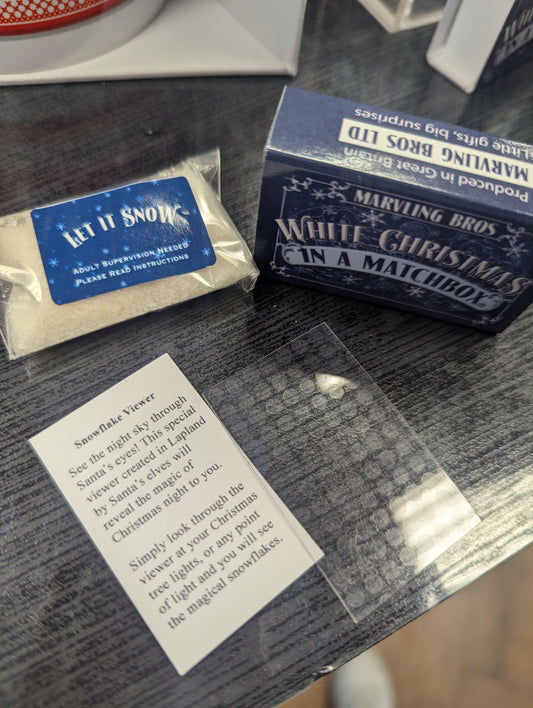 LET IT SNOW
ADULT SUPERVISION NEEDED
PLEASE READ INSTRUCTIONS
Produced in Great Britain
MARVLING BROS LTD
Little gifts, big surprises
MARVLING BROS
WHITE CHRISTMAS
IN A MATCHBOX
Snowflake Viewer
See the night sky through
Santa's eyes! This special
viewer created in Lapland
by Santa's elves will
reveal the magic of
Christmas night to you.
Simply look through the
viewer at your Christmas
tree lights, or any point
of light and you will see
the magical snowflakes.